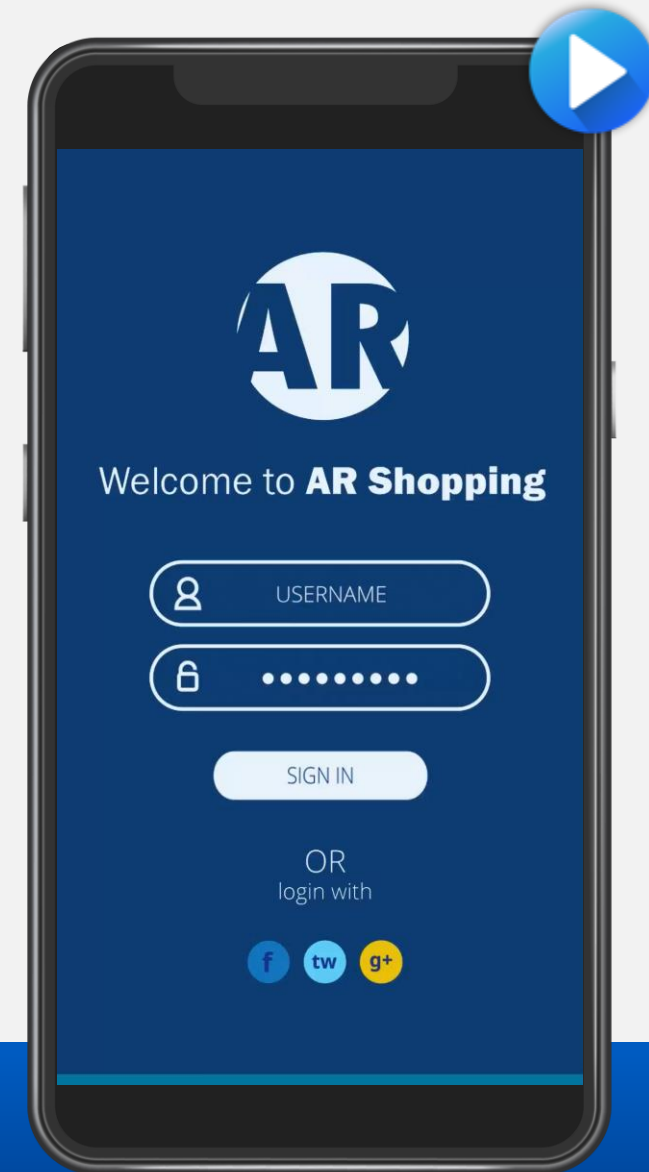 AR
Welcome to AR Shopping
USERNAME
•••••••••
SIGN IN
OR
login with
f tw g+